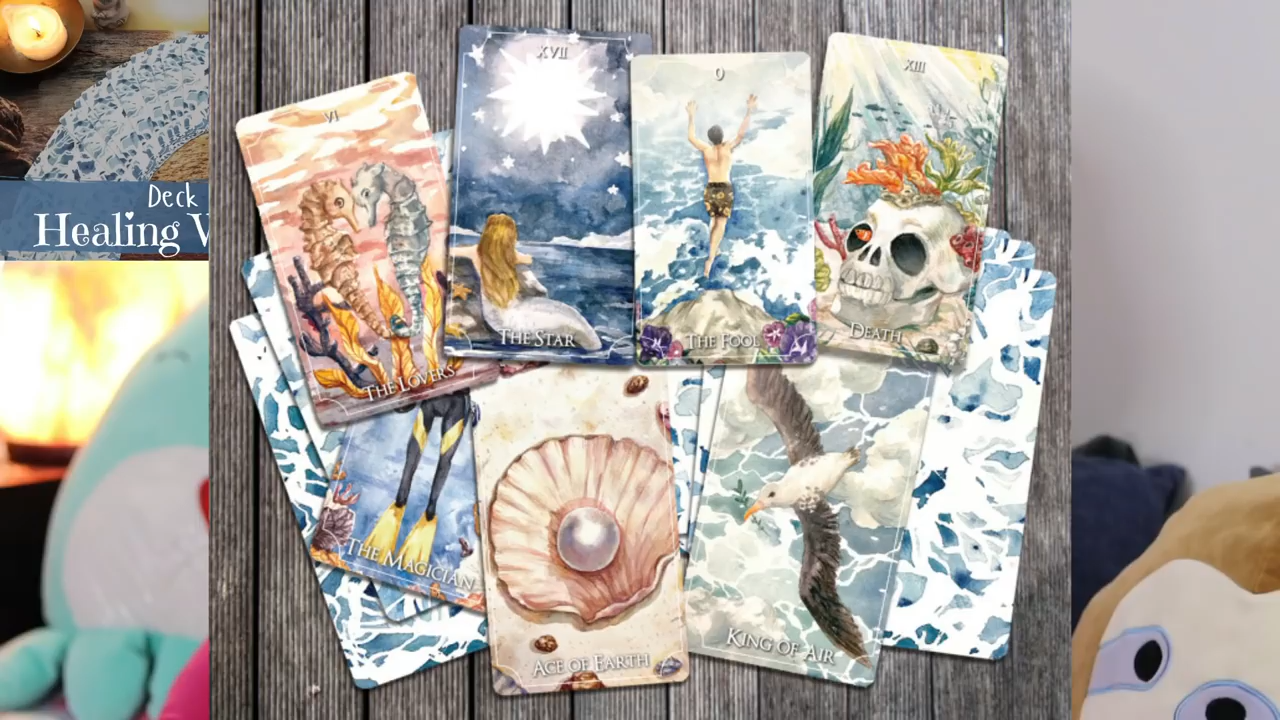 Deck
Healing
VI
THE LOVERS
XVII
THE STAR
0
THE FOOL
XIII
DEATH
THE MAGICIAN
ACE OF EARTH
KING OF AIR